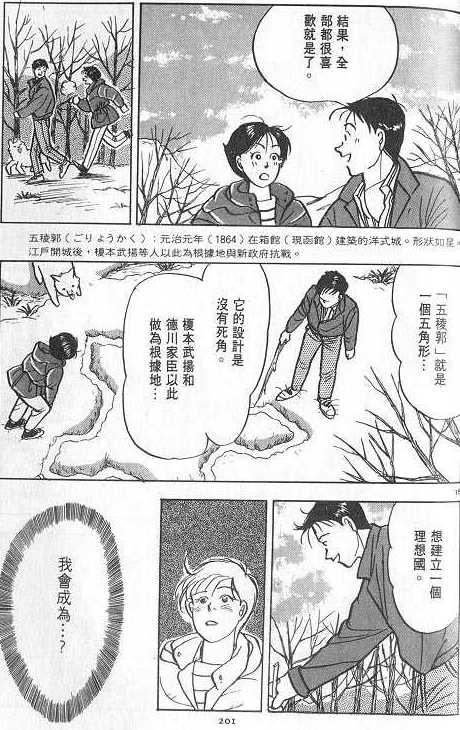 結果，全
部都很喜
歡就是了。
五稜郭（ごりょうかく）：元治元年（1864）在箱館（現函館）建築的洋式城。形狀如星。
江戶開城後，榎本武揚等人以此為根據地與新政府抗戰。
「五稜郭」就是
一個五角形…
它的設計是
沒有死角。
榎本武揚和
德川家臣以此
做為根據地…
想建立一個
理想國。
我會成為…？
201